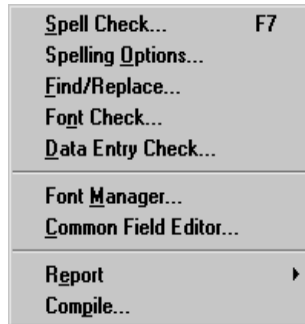 Spell Check... F7
Spelling Options...
Find/Replace...
Font Check...
Data Entry Check...
Font Manager...
Common Field Editor...
Report
Compile...